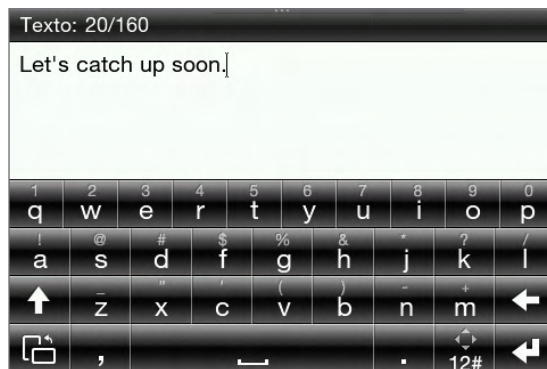 Texto: 20/160
Let's catch up soon.
1 2 3 4 5 6 7 8 9 0
q w e r t y u i o p
! @ # $ % & * ? /
a s d f g h j k l
_ " ' ( ) - +
z x c v b n m
, . 12#